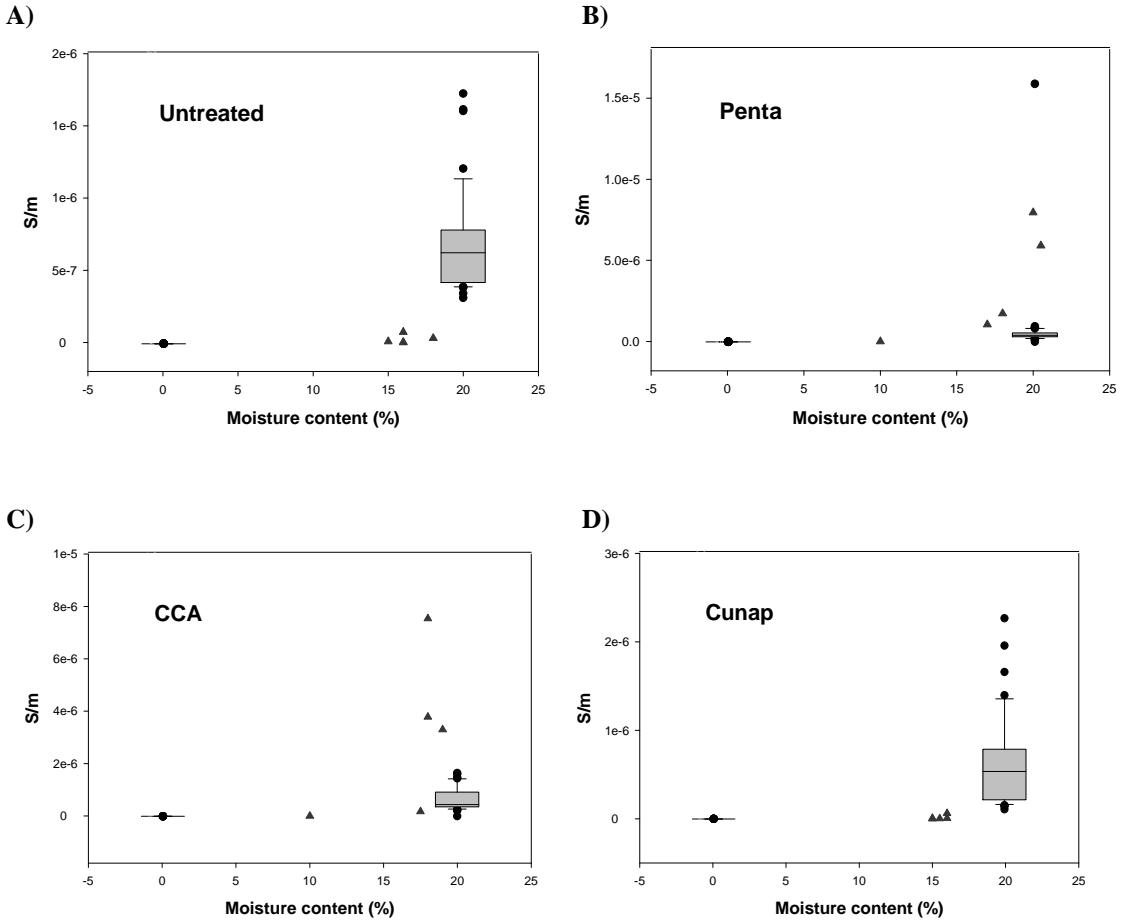 A)
2e-6
1e-6
1e-6
5e-7
0
S/m
Untreated
-5 0 5 10 15 20 25
Moisture content (%)
B)
1.5e-5
1.0e-5
5.0e-6
0.0
S/m
Penta
-5 0 5 10 15 20 25
Moisture content (%)
C)
1e-5
8e-6
6e-6
4e-6
2e-6
0
S/m
CCA
-5 0 5 10 15 20 25
Moisture content (%)
D)
3e-6
2e-6
1e-6
0
S/m
Cunap
-5 0 5 10 15 20 25
Moisture content (%)